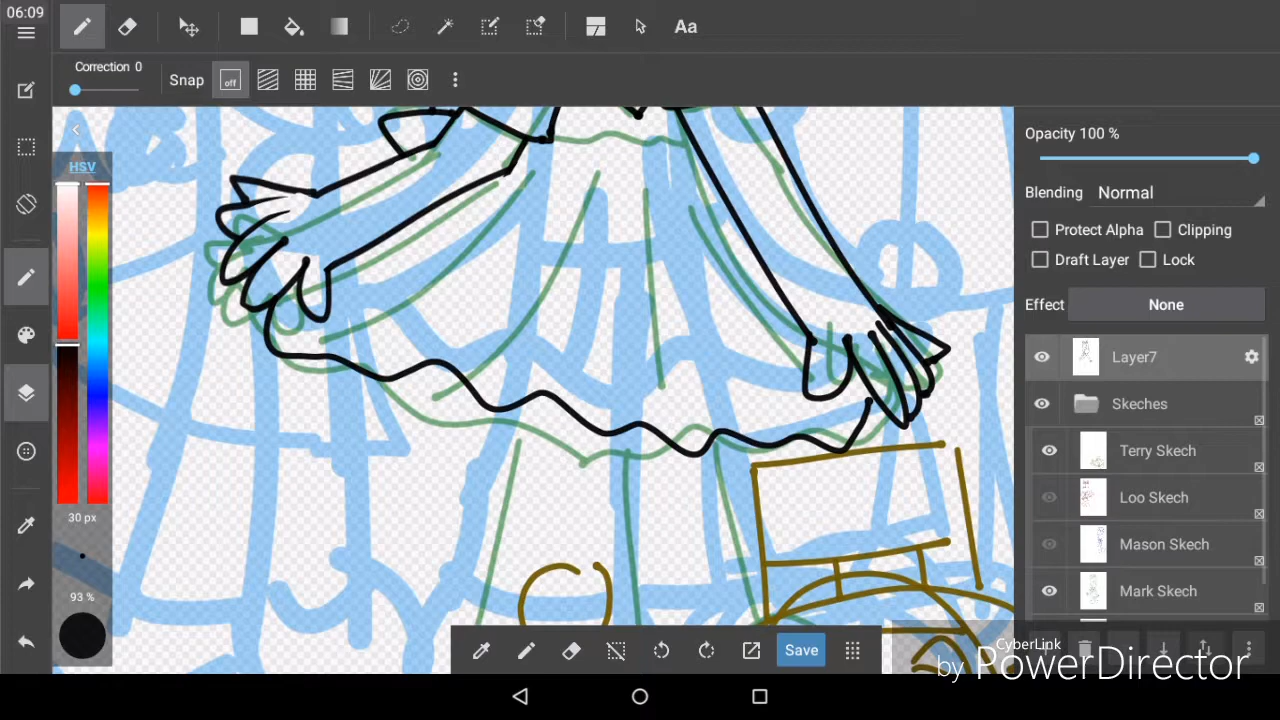 06:09
Aa
Correction 0
Snap
off
HSV
30 px
93 %
Opacity 100 %
Blending Normal
Protect Alpha Clipping
Draft Layer Lock
Effect None
Layer7
Skeches
Terry Skech
Loo Skech
Mason Skech
Mark Skech
Save
CyberLink
by PowerDirector